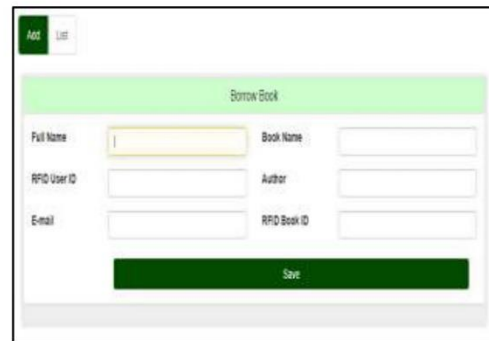 Add List
Borrow Book
Full Name Book Name
RFID User ID Author
E-mail RFID Book ID
Save